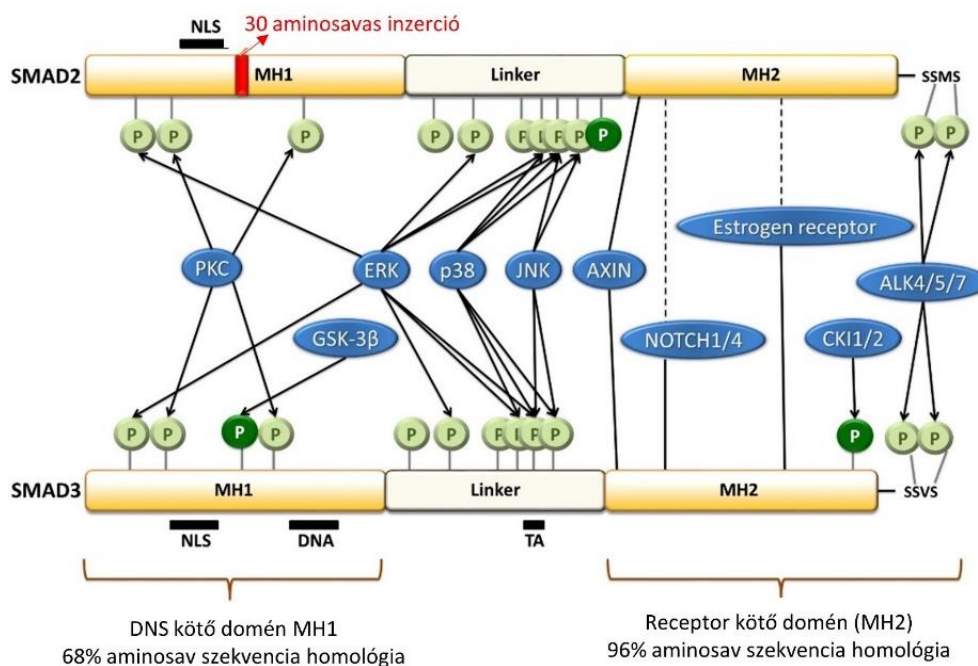 30 aminosavas inzerció
NLS
SMAD2
MH1
Linker
MH2
SSMS
P P P P P P P P P P P P
PKC
ERK
p38
JNK
AXIN
Estrogen receptor
ALK4/5/7
GSK-3β
NOTCH1/4
CKI1/2
P P P P P P P P P P P P P
SMAD3
MH1
Linker
MH2
SSVS
NLS
DNA
TA
DNS kötő domén MH1
68% aminosav szekvencia homológia
Receptor kötő domén (MH2)
96% aminosav szekvencia homológia